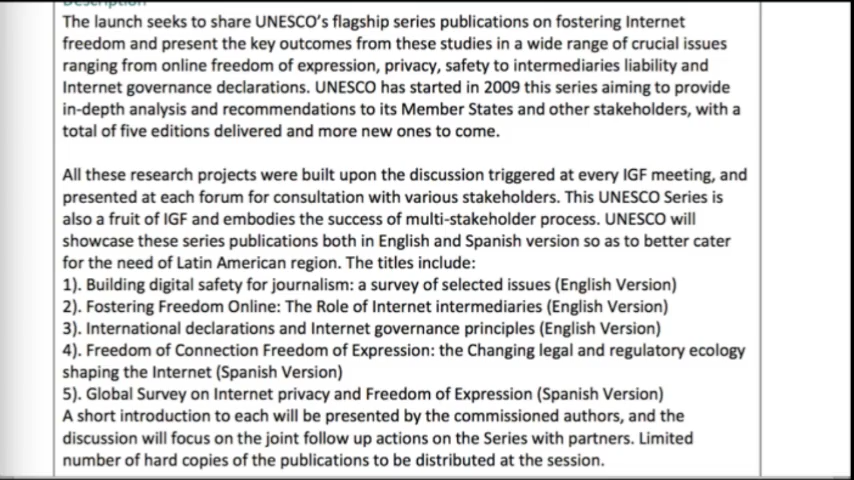 Description
The launch seeks to share UNESCO's flagship series publications on fostering Internet
freedom and present the key outcomes from these studies in a wide range of crucial issues
ranging from online freedom of expression, privacy, safety to intermediaries liability and
Internet governance declarations. UNESCO has started in 2009 this series aiming to provide
in-depth analysis and recommendations to its Member States and other stakeholders, with a
total of five editions delivered and more new ones to come.
All these research projects were built upon the discussion triggered at every IGF meeting, and
presented at each forum for consultation with various stakeholders. This UNESCO Series is
also a fruit of IGF and embodies the success of multi-stakeholder process. UNESCO will
showcase these series publications both in English and Spanish version so as to better cater
for the need of Latin American region. The titles include:
1). Building digital safety for journalism: a survey of selected issues (English Version)
2). Fostering Freedom Online: The Role of Internet intermediaries (English Version)
3). International declarations and Internet governance principles (English Version)
4). Freedom of Connection Freedom of Expression: the Changing legal and regulatory ecology
shaping the Internet (Spanish Version)
5). Global Survey on Internet privacy and Freedom of Expression (Spanish Version)
A short introduction to each will be presented by the commissioned authors, and the
discussion will focus on the joint follow up actions on the Series with partners. Limited
number of hard copies of the publications to be distributed at the session.